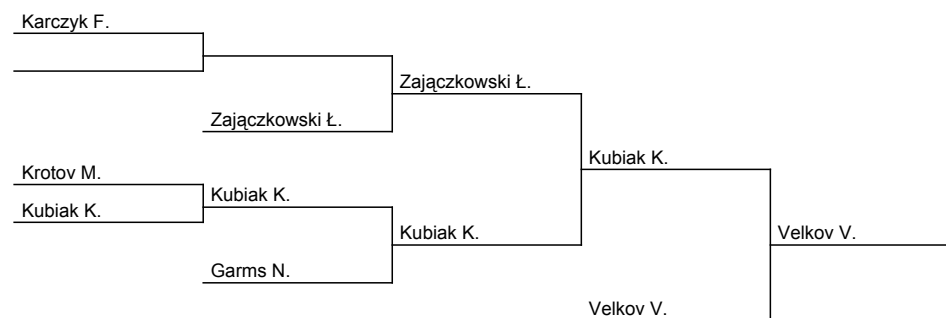 Karczyk F.
Zajączkowski Ł.
Zajączkowski Ł.
Krotov M.
Kubiak K.
Kubiak K.
Kubiak K.
Kubiak K.
Garms N.
Velkov V.
Velkov V.